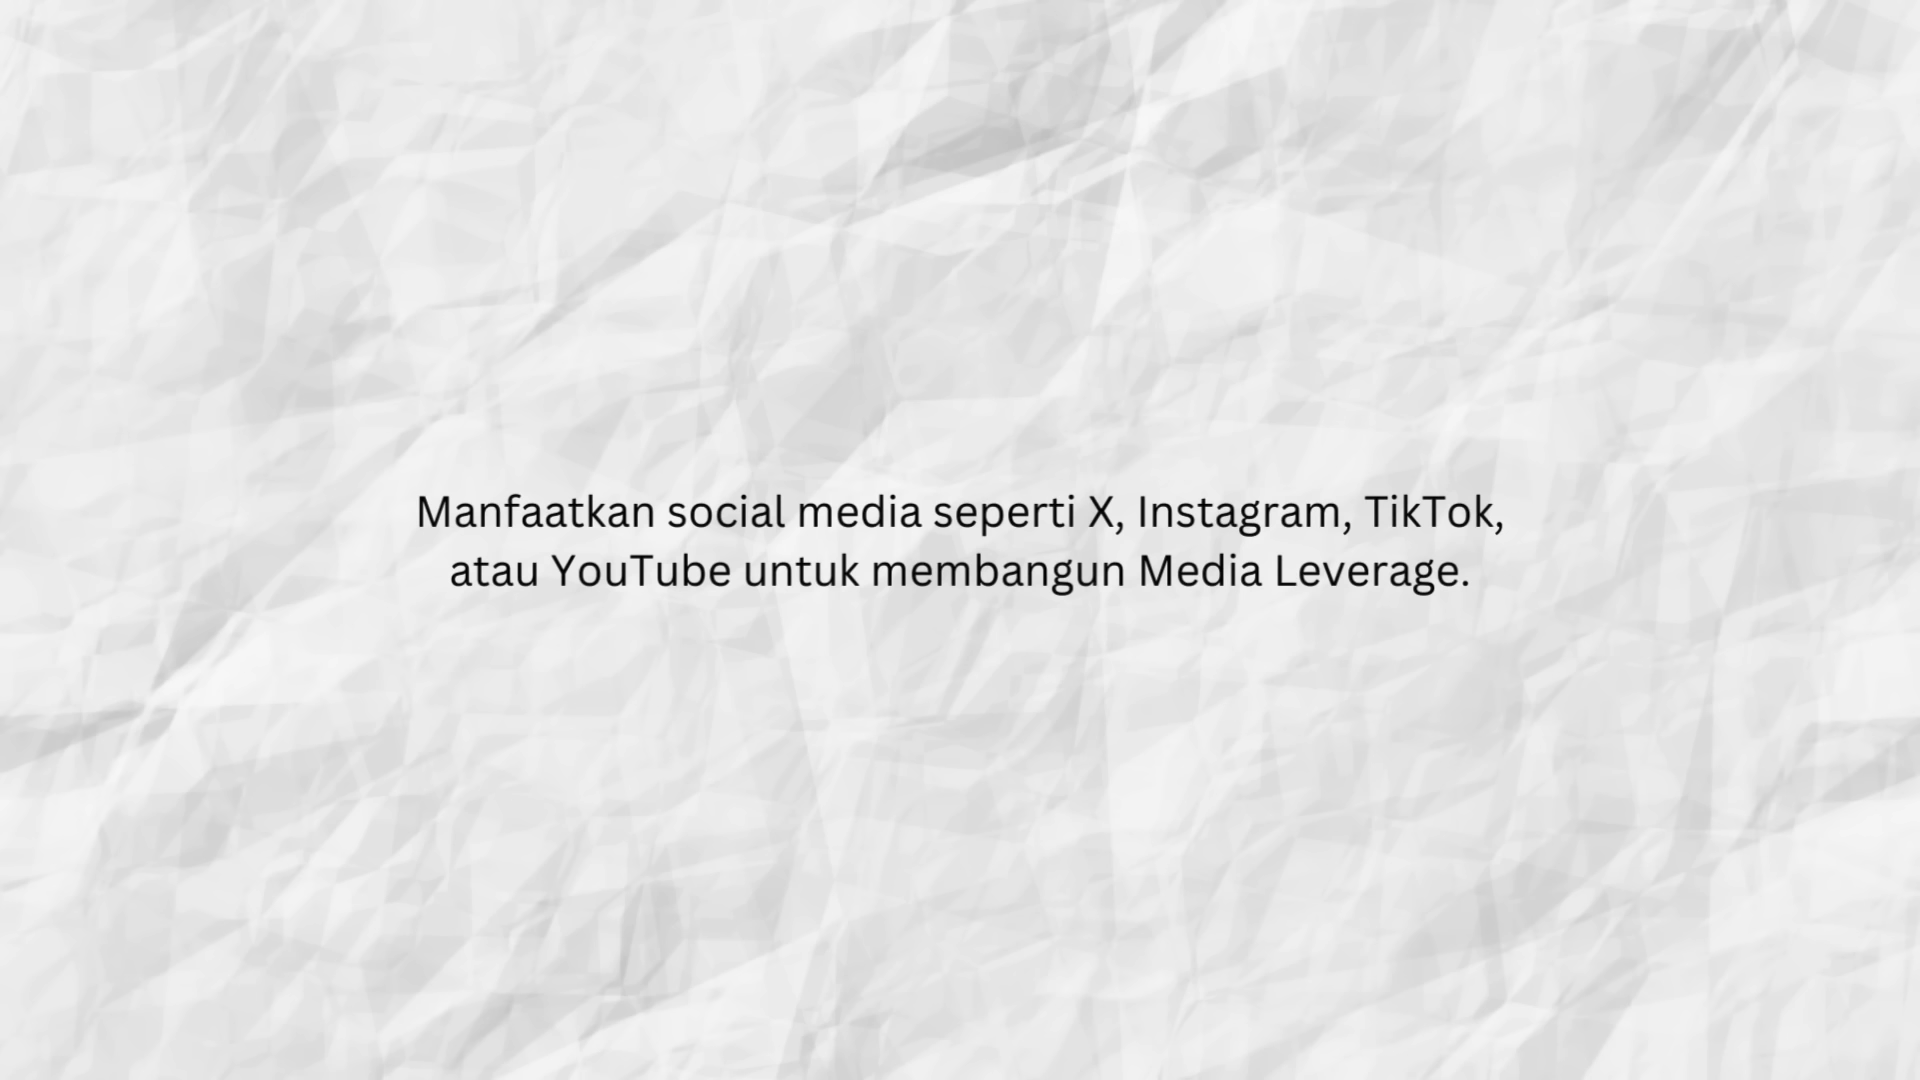 Manfaatkan social media seperti X, Instagram, TikTok,
atau YouTube untuk membangun Media Leverage.